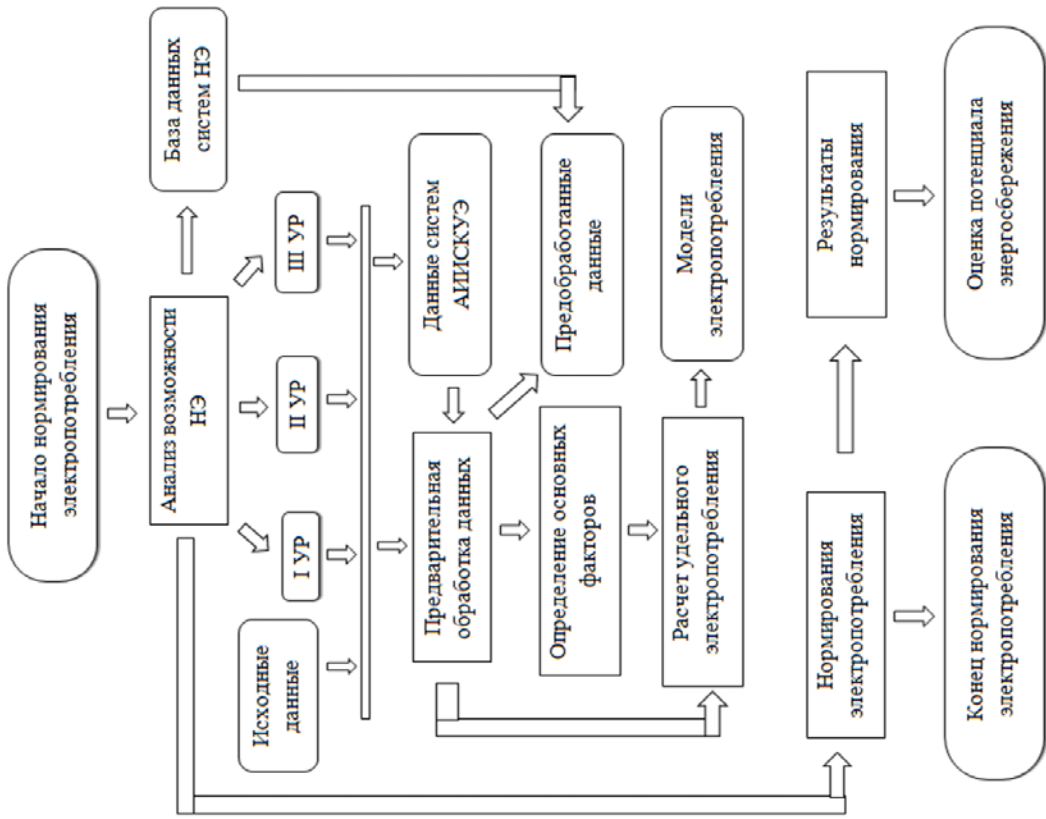 Начало нормирования
электропотребления
Анализ возможности
НЭ
База данных
систем НЭ
Исходные
данные
I УР
II УР
III УР
Данные систем
АИИСКУЭ
Предварительная
обработка данных
Предобработанные
данные
Определение основных
факторов
Расчет удельного
электропотребления
Модели
электропотребления
Нормирования
электропотребления
Результаты
нормирования
Конец нормирования
электропотребления
Оценка потенциала
энергосбережения